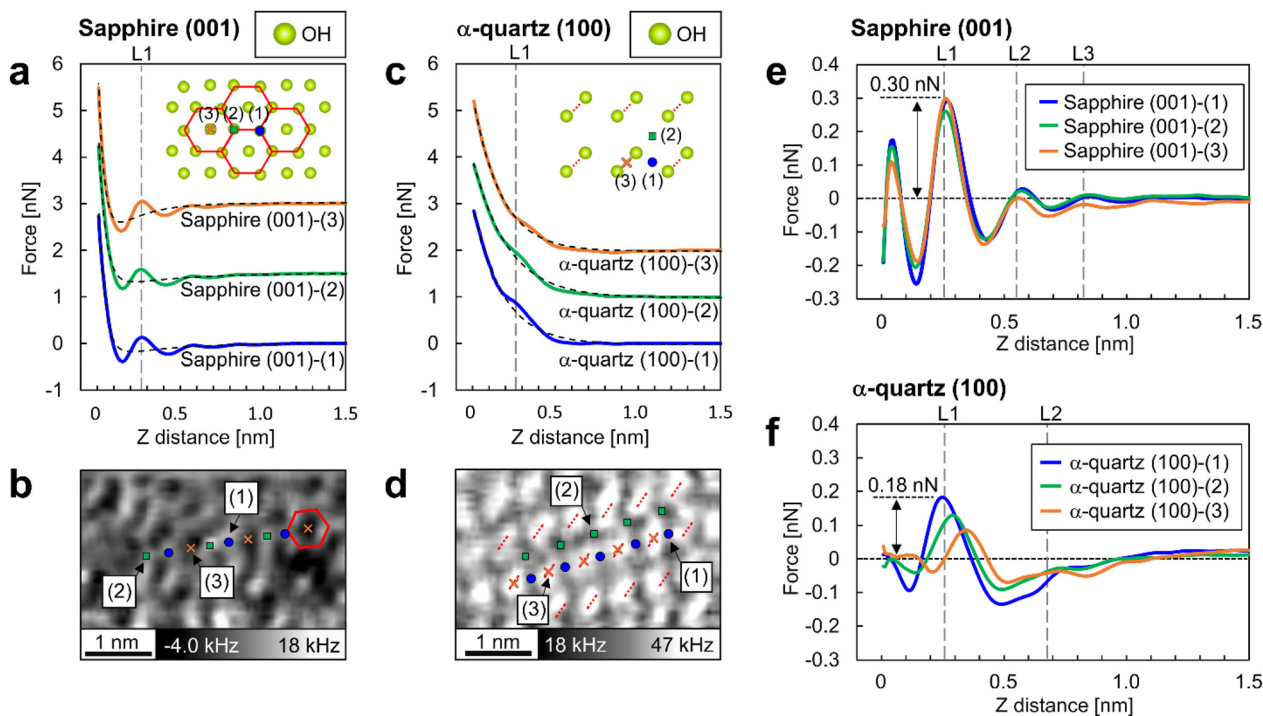 Sapphire (001)
OH
a
L1
6
5
4
3
2
1
0
-1
Force [nN]
(3) (2) (1)
Sapphire (001)-(3)
Sapphire (001)-(2)
Sapphire (001)-(1)
0 0.5 1.0 1.5
Z distance [nm]
b
(1)
(2)
(3)
1 nm
-4.0 kHz 18 kHz
α-quartz (100)
OH
c
L1
6
5
4
3
2
1
0
-1
Force [nN]
(2)
(3) (1)
α-quartz (100)-(3)
α-quartz (100)-(2)
α-quartz (100)-(1)
0 0.5 1.0 1.5
Z distance [nm]
d
(2)
(1)
(3)
1 nm
18 kHz 47 kHz
Sapphire (001)
e
L1 L2 L3
0.4
0.3
0.2
0.1
0
-0.1
-0.2
-0.3
Force [nN]
0.30 nN
Sapphire (001)-(1)
Sapphire (001)-(2)
Sapphire (001)-(3)
0 0.5 1.0 1.5
Z distance [nm]
α-quartz (100)
f
L1 L2
0.4
0.3
0.2
0.1
0
-0.1
-0.2
-0.3
Force [nN]
0.18 nN
α-quartz (100)-(1)
α-quartz (100)-(2)
α-quartz (100)-(3)
0 0.5 1.0 1.5
Z distance [nm]